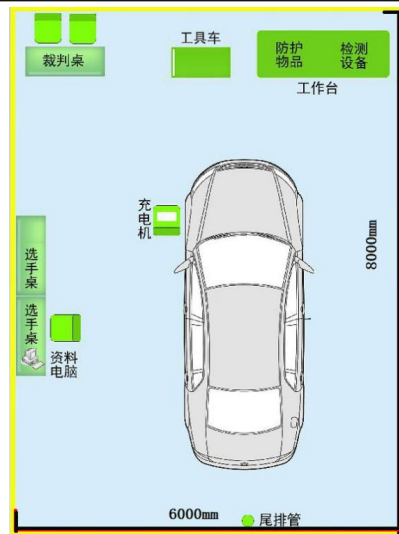 裁判桌
工具车
防护
物品
检测
设备
工作台
充电机
8000mm
选手桌
选手桌
资料
电脑
6000mm
尾排管